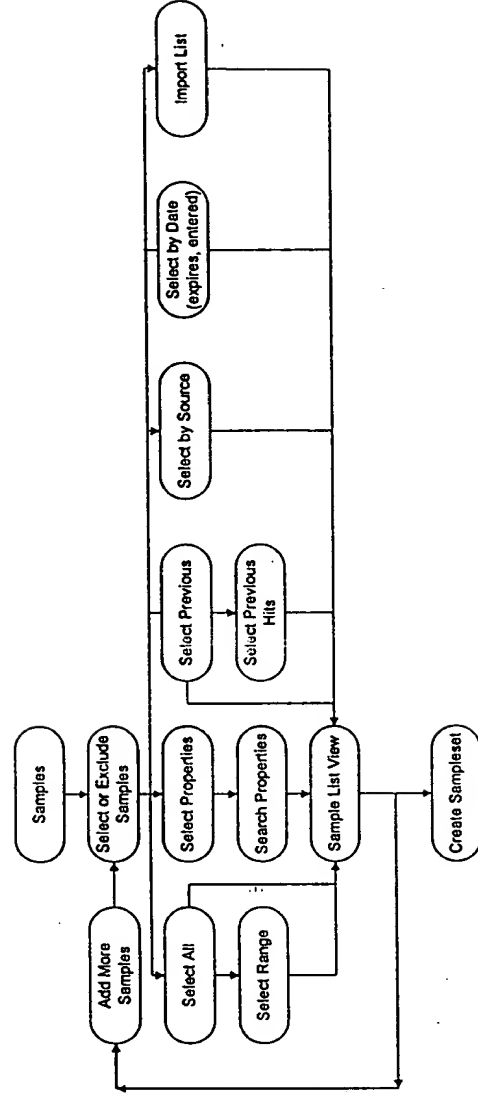 Samples
Add More
Samples
Select or Exclude
Samples
Select All
Select Properties
Select Previous
Select by Source
Select by Date
(expires, entered)
Import List
Select Range
Search Properties
Select Previous
Hits
Sample List View
Create Sampleset